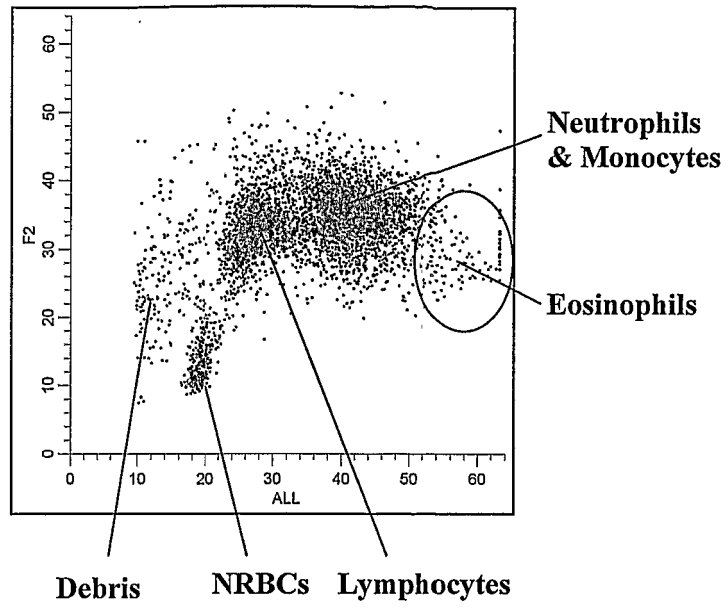 60
50
40
30
20
10
0
F2
0 10 20 30 40 50 60
ALL
Neutrophils
& Monocytes
Eosinophils
Debris NRBCs Lymphocytes